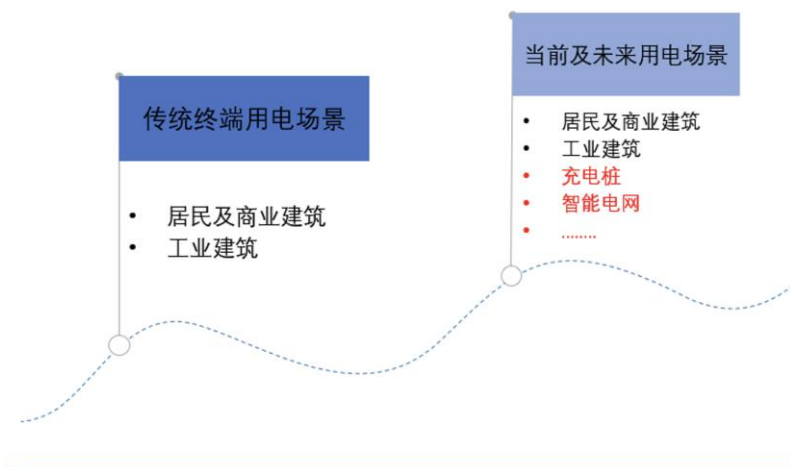 传统终端用电场景
• 居民及商业建筑
• 工业建筑
当前及未来用电场景
• 居民及商业建筑
• 工业建筑
• 充电桩
• 智能电网
• ........